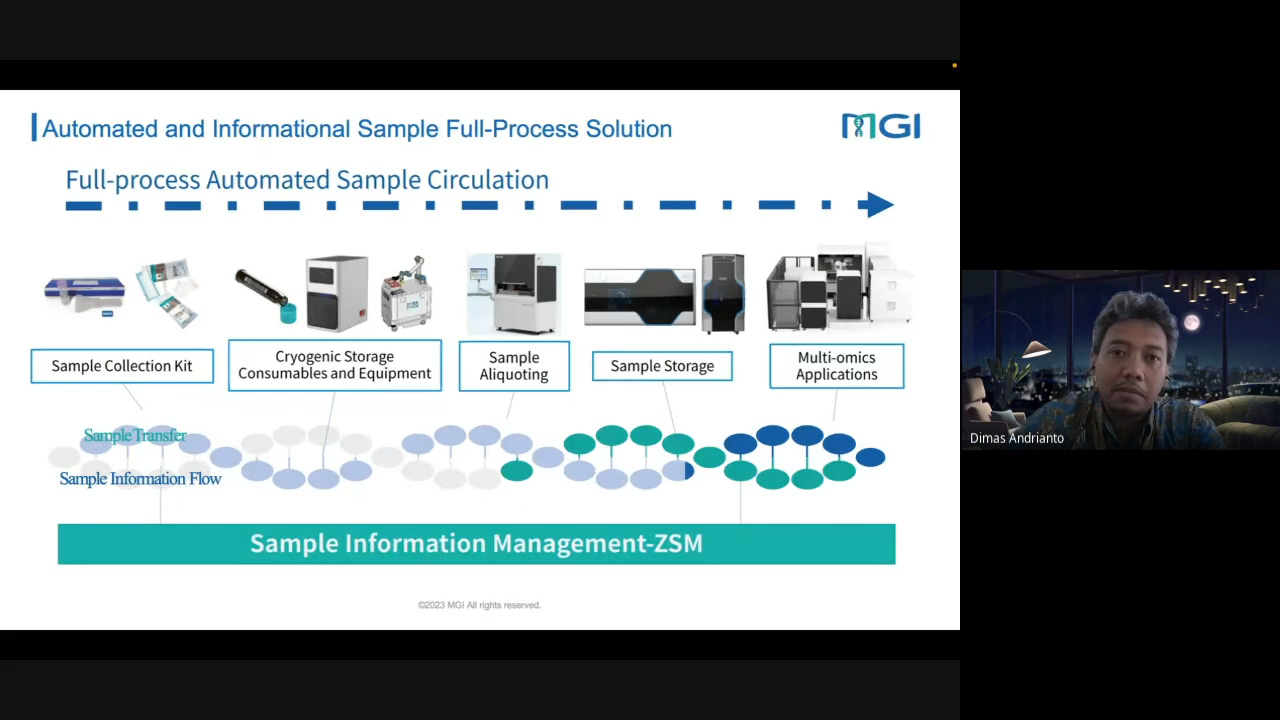 Automated and Informational Sample Full-Process Solution
MGI
Full-process Automated Sample Circulation
Sample Collection Kit
Cryogenic Storage
Consumables and Equipment
Sample
Aliquoting
Sample Storage
Multi-omics
Applications
Sample Transfer
Sample Information Flow
Sample Information Management-ZSM
©2023 MGI All rights reserved.
Dimas Andrianto